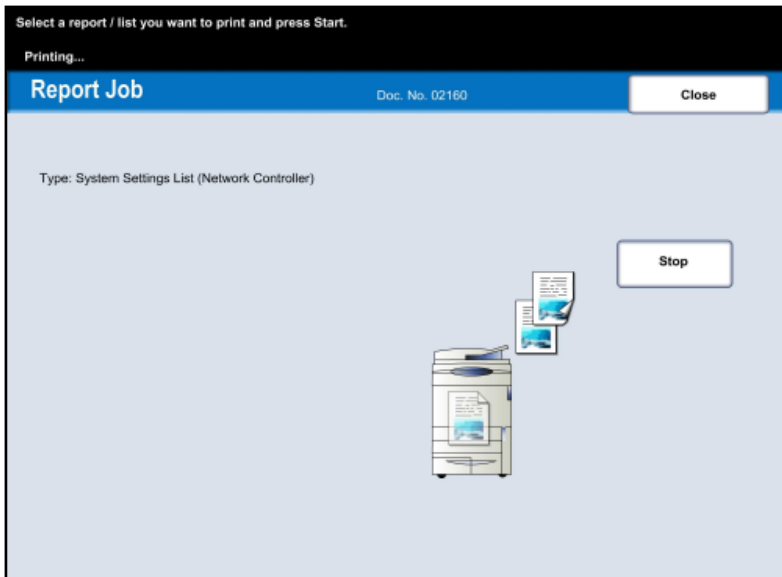 Select a report / list you want to print and press Start.
Printing...
Report Job
Doc. No. 02160
Close
Type: System Settings List (Network Controller)
Stop